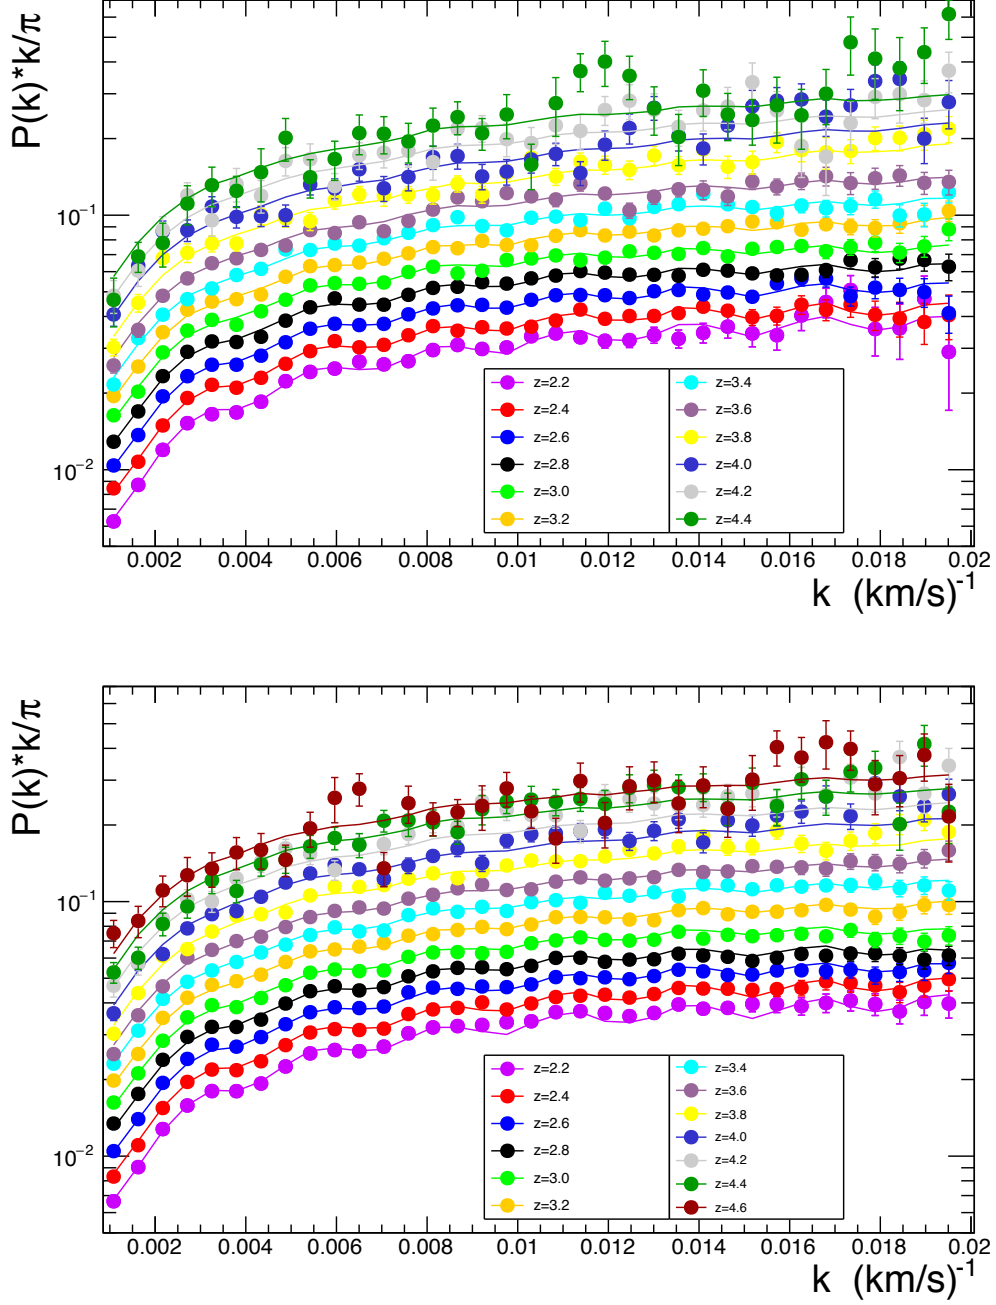 P(k)*k/π
10⁻¹
10⁻²
z=2.2
z=2.4
z=2.6
z=2.8
z=3.0
z=3.2
z=3.4
z=3.6
z=3.8
z=4.0
z=4.2
z=4.4
0.002 0.004 0.006 0.008 0.01 0.012 0.014 0.016 0.018 0.02
k (km/s)⁻¹
P(k)*k/π
10⁻¹
10⁻²
z=2.2
z=2.4
z=2.6
z=2.8
z=3.0
z=3.2
z=3.4
z=3.6
z=3.8
z=4.0
z=4.2
z=4.4
z=4.6
0.002 0.004 0.006 0.008 0.01 0.012 0.014 0.016 0.018 0.02
k (km/s)⁻¹